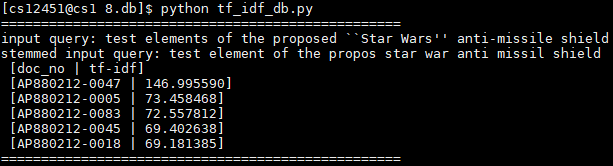 [cs12451@cs1 8.db]$ python tf_idf_db.py
==================================================
input query: test elements of the proposed ``Star Wars'' anti-missile shield
stemmed input query: test element of the propos star war anti missil shield
[doc_no | tf-idf]
[AP880212-0047 | 146.995590]
[AP880212-0005 | 73.458468]
[AP880212-0083 | 72.557812]
[AP880212-0045 | 69.402638]
[AP880212-0018 | 69.181385]
==================================================